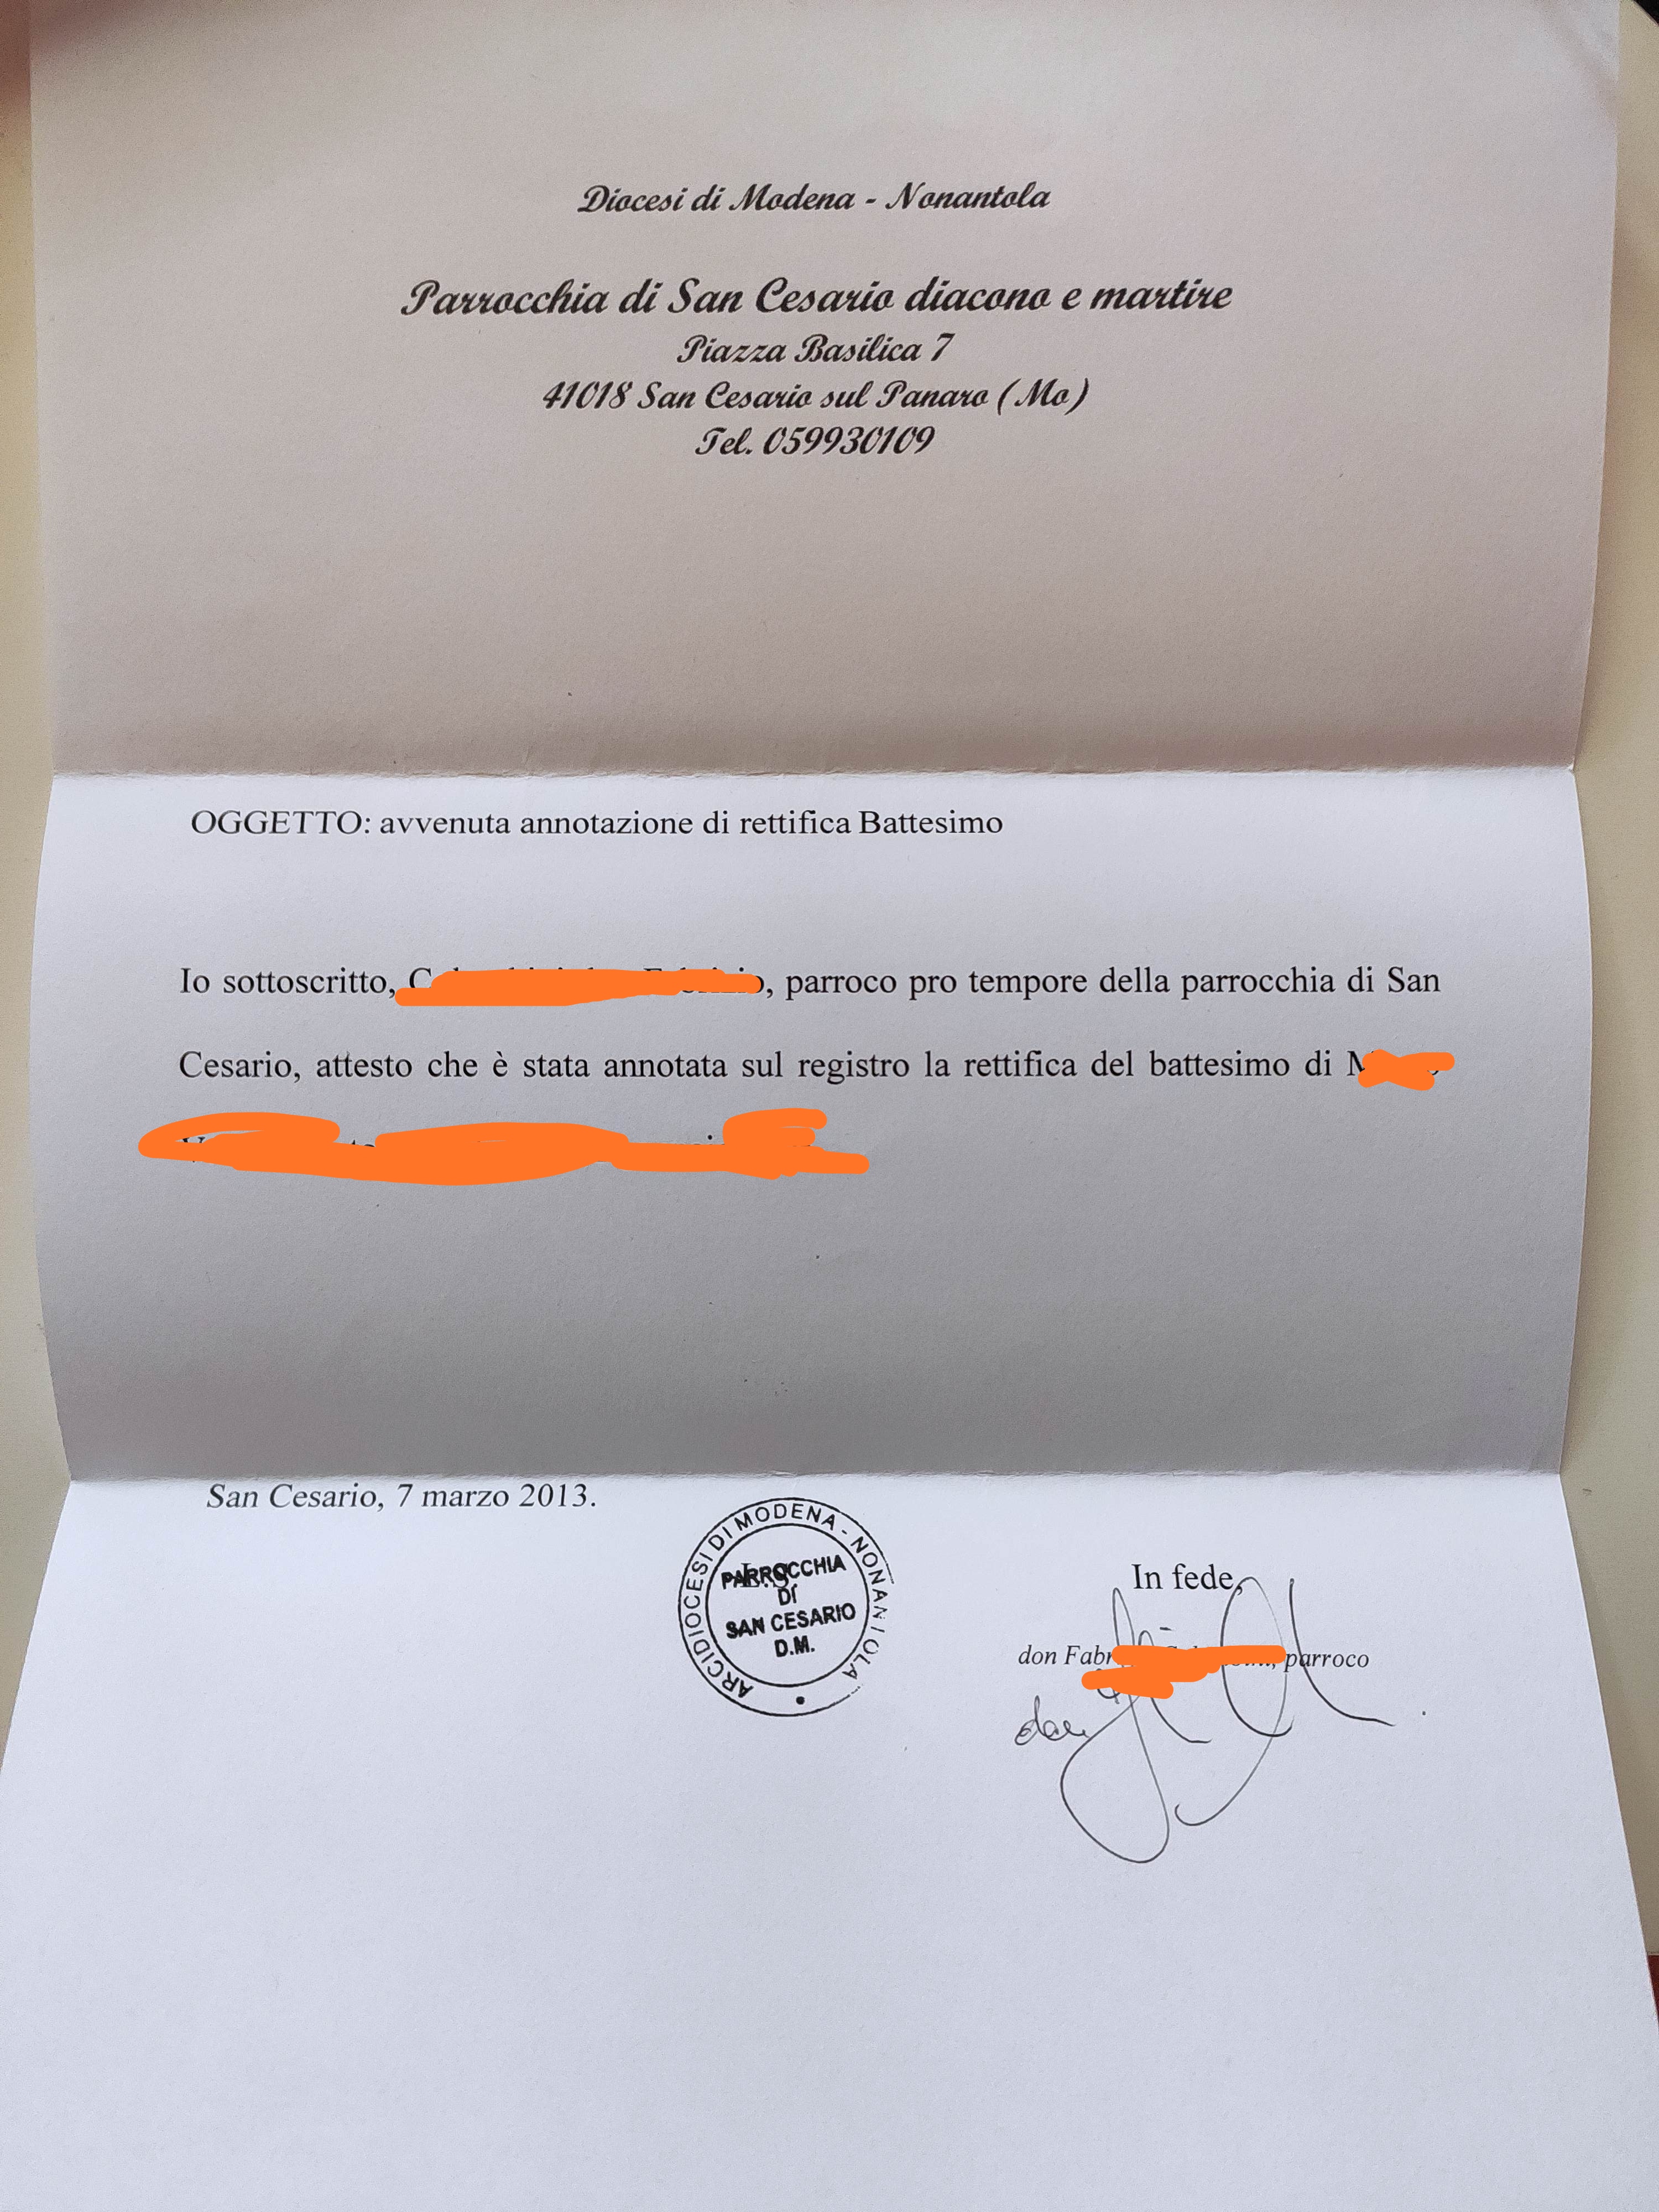 Diocesi di Modena - Nonantola
Parrocchia di San Cesario diacono e martire
Piazza Basilica 7
41018 San Cesario sul Panaro (Mo)
Tel. 059930109
OGGETTO: avvenuta annotazione di rettifica Battesimo
Io sottoscritto, parroco pro tempore della parrocchia di San
Cesario, attesto che è stata annotata sul registro la rettifica del battesimo di
San Cesario, 7 marzo 2013.
ARCIDIOCESI DI MODENA - NONANTOLA
PARROCCHIA
DI
SAN CESARIO
D.M.
In fede,
don parroco
don